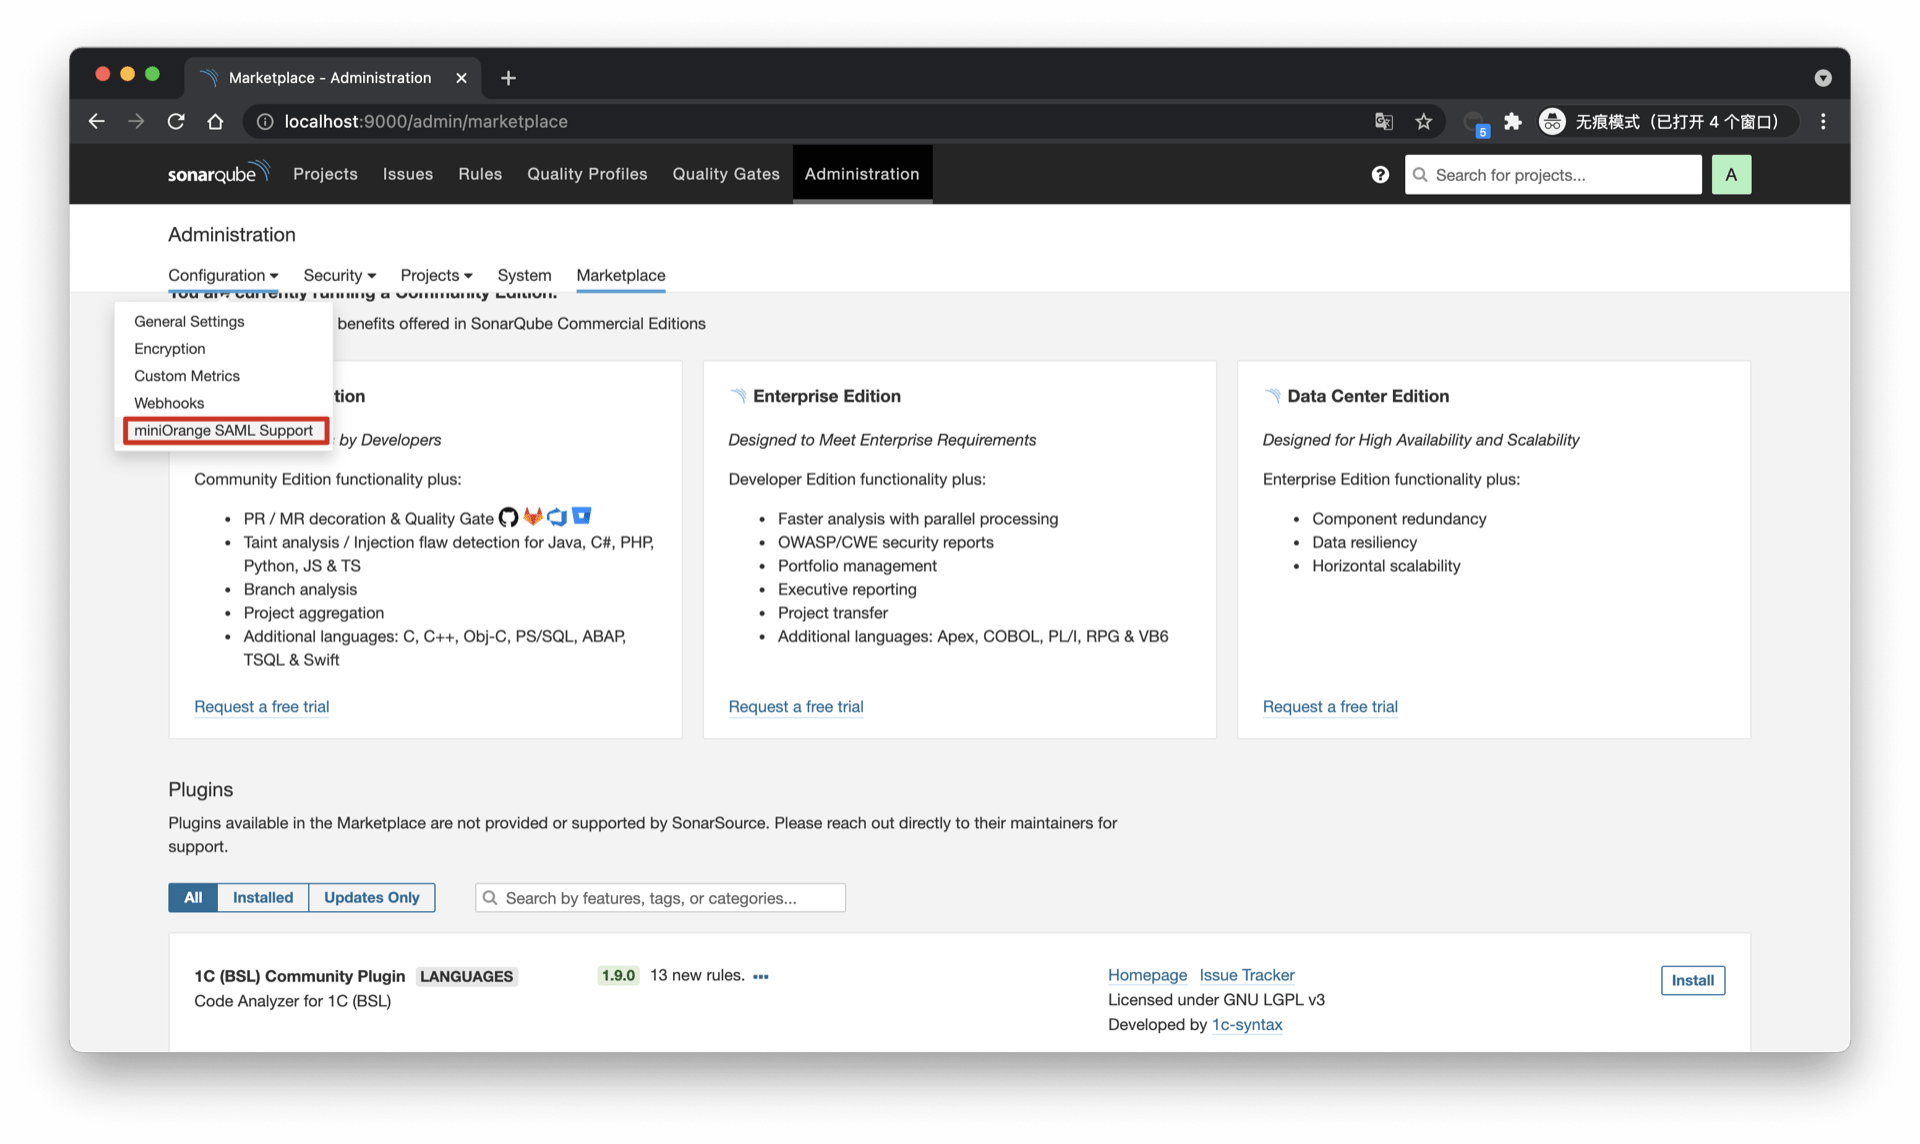 Marketplace - Administration
localhost:9000/admin/marketplace
5
无痕模式（已打开 4 个窗口）
sonarqube
Projects
Issues
Rules
Quality Profiles
Quality Gates
Administration
?
Search for projects...
A
Administration
Configuration
Security
Projects
System
Marketplace
You are currently running a Community Edition.
General Settings
benefits offered in SonarQube Commercial Editions
Encryption
Custom Metrics
Webhooks
miniOrange SAML Support
tion
by Developers
Community Edition functionality plus:
• PR / MR decoration & Quality Gate
• Taint analysis / Injection flaw detection for Java, C#, PHP,
Python, JS & TS
• Branch analysis
• Project aggregation
• Additional languages: C, C++, Obj-C, PS/SQL, ABAP,
TSQL & Swift
Request a free trial
Enterprise Edition
Designed to Meet Enterprise Requirements
Developer Edition functionality plus:
• Faster analysis with parallel processing
• OWASP/CWE security reports
• Portfolio management
• Executive reporting
• Project transfer
• Additional languages: Apex, COBOL, PL/I, RPG & VB6
Request a free trial
Data Center Edition
Designed for High Availability and Scalability
Enterprise Edition functionality plus:
• Component redundancy
• Data resiliency
• Horizontal scalability
Request a free trial
Plugins
Plugins available in the Marketplace are not provided or supported by SonarSource. Please reach out directly to their maintainers for
support.
All
Installed
Updates Only
Search by features, tags, or categories...
1C (BSL) Community Plugin LANGUAGES
Code Analyzer for 1C (BSL)
1.9.0 13 new rules. •••
Homepage Issue Tracker
Licensed under GNU LGPL v3
Developed by 1c-syntax
Install